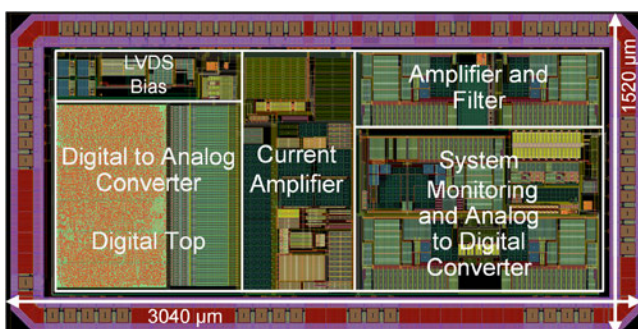 LVDS
Bias
Digital to Analog
Converter
Digital Top
Current
Amplifier
Amplifier and
Filter
System
Monitoring
and Analog
to Digital
Converter
3040 µm
1520 µm